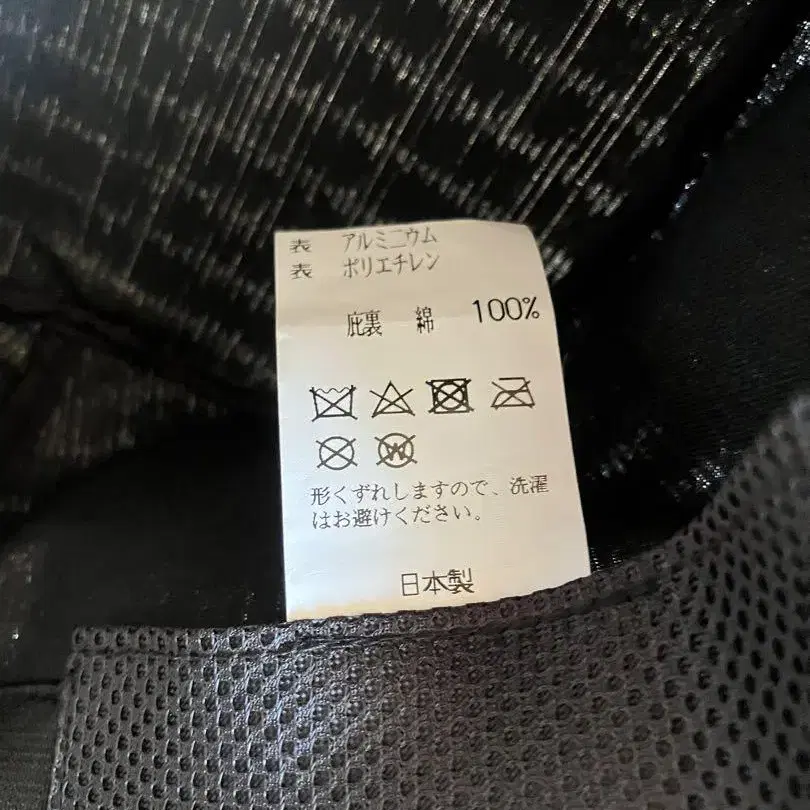 表 アルミニウム
表 ポリエチレン
庇裏 綿 100%
W
形くずれしますので、洗濯
はお避けください。
日本製